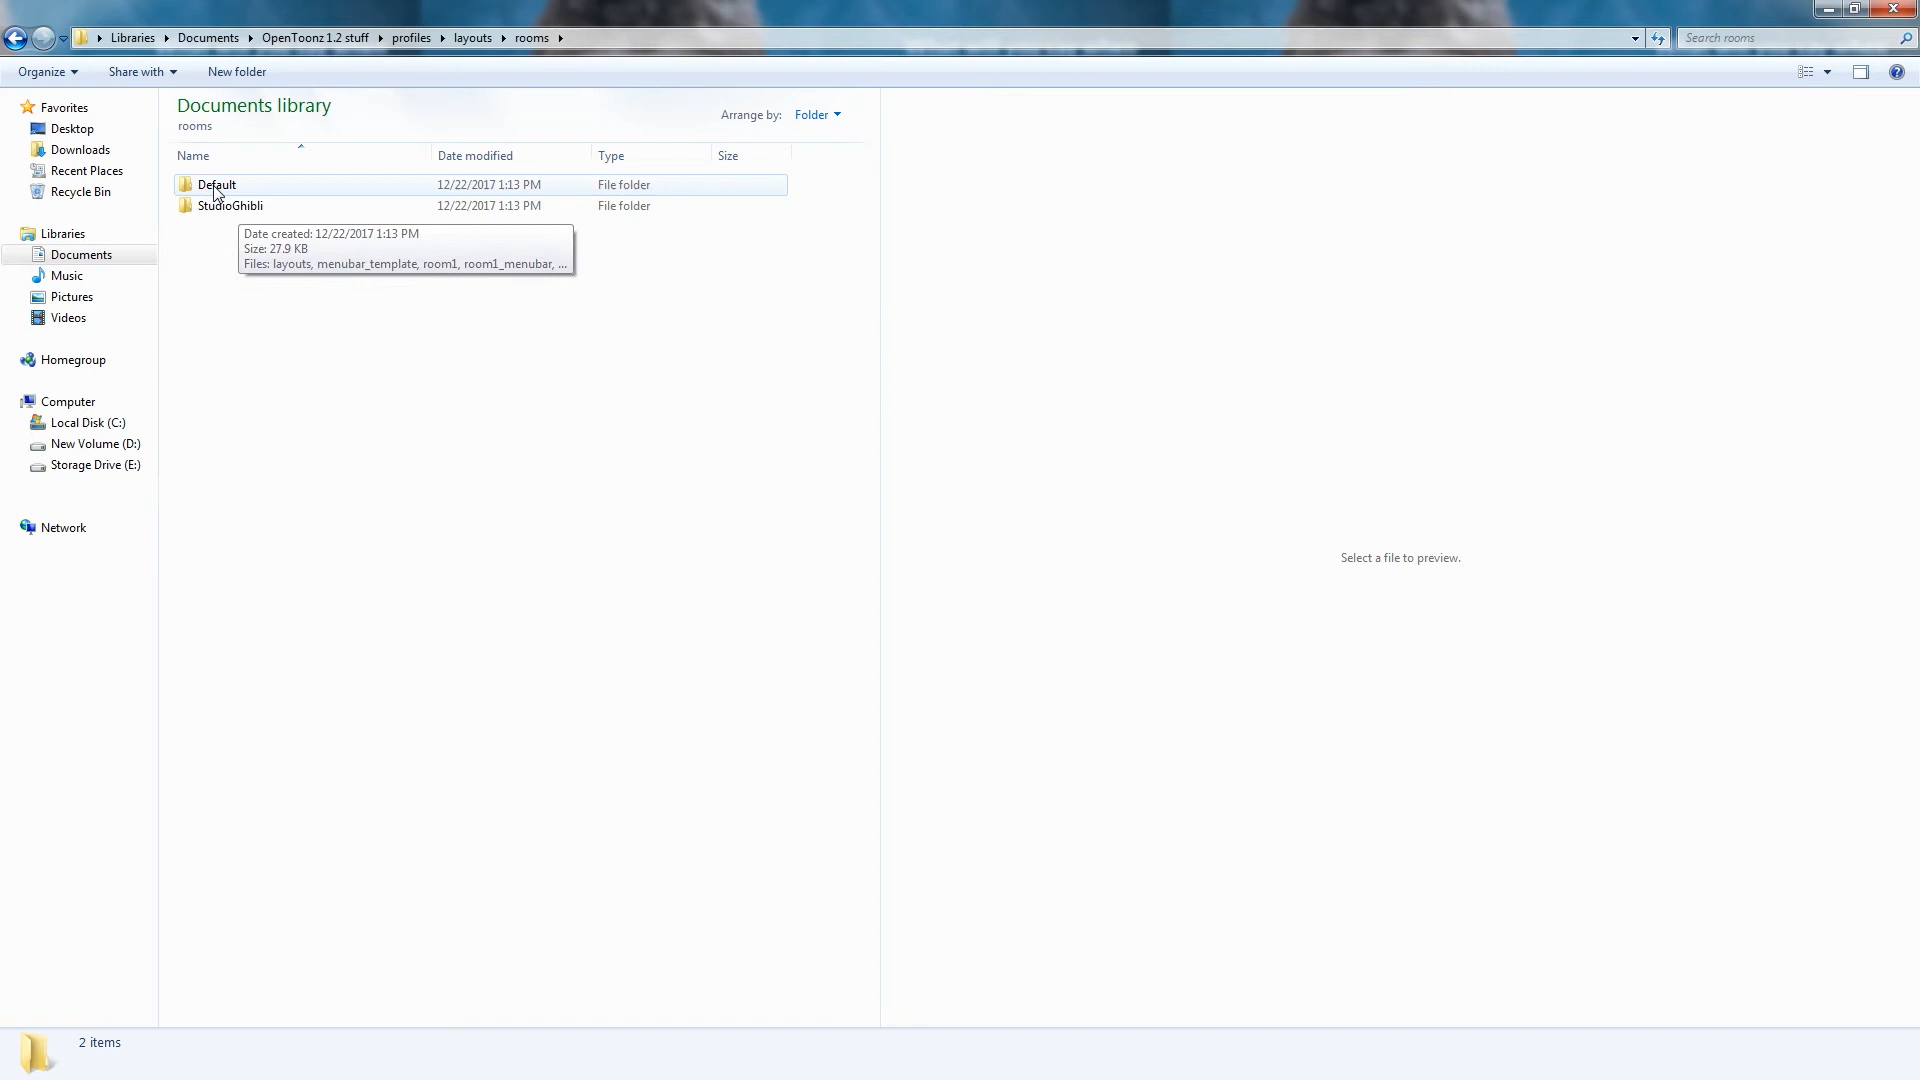 Libraries Documents OpenToonz 1.2 stuff profiles layouts rooms
Search rooms
Organize Share with New folder
Favorites
Desktop
Downloads
Recent Places
Recycle Bin
Libraries
Documents
Music
Pictures
Videos
Homegroup
Computer
Local Disk (C:)
New Volume (D:)
Storage Drive (E:)
Network
Documents library
rooms
Arrange by: Folder
Name Date modified Type Size
Default 12/22/2017 1:13 PM File folder
StudioGhibli 12/22/2017 1:13 PM File folder
Date created: 12/22/2017 1:13 PM
Size: 27.9 KB
Files: layouts, menubar_template, room1, room1_menubar, ...
Select a file to preview.
2 items